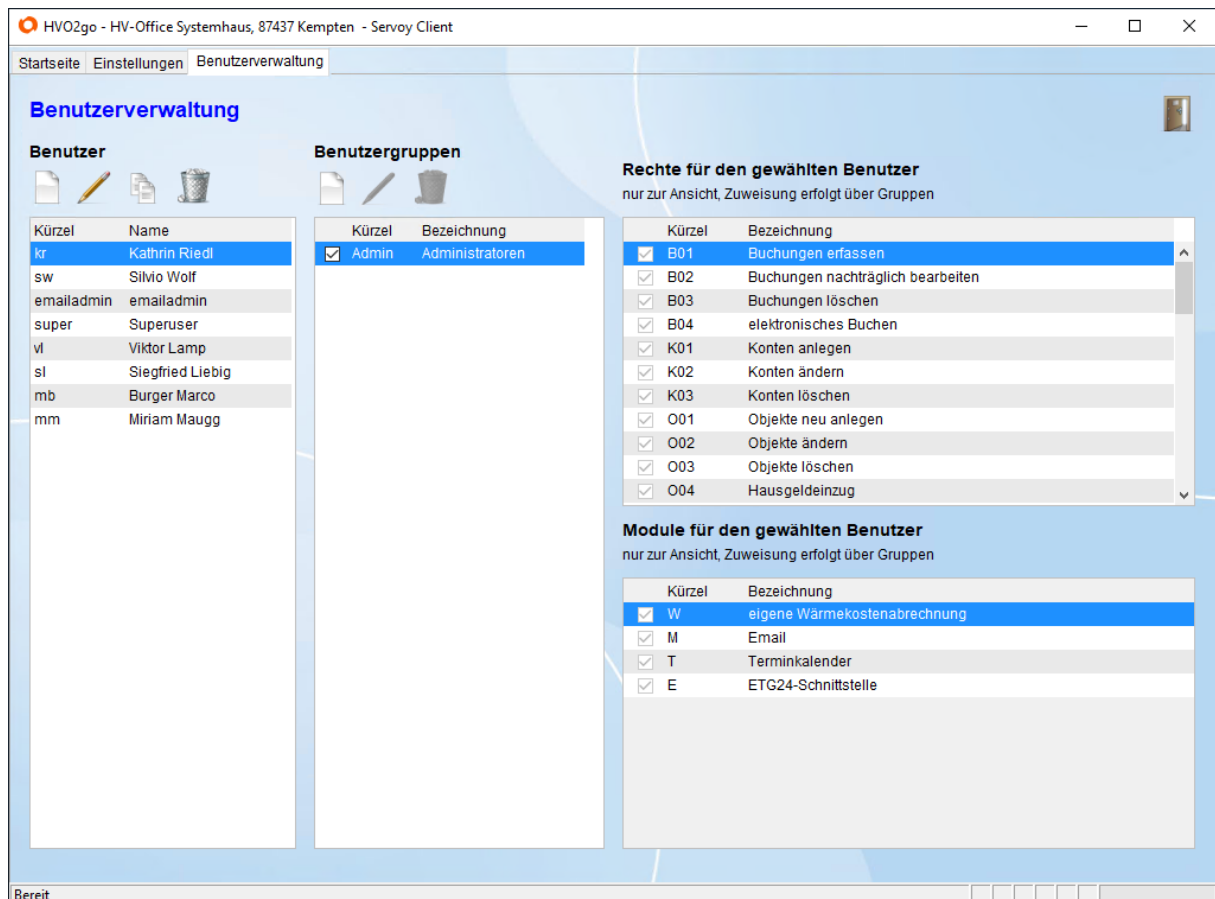 HVO2go - HV-Office Systemhaus, 87437 Kempten - Servoy Client
Startseite Einstellungen Benutzerverwaltung
Benutzerverwaltung
Benutzer
Kürzel Name
kr Kathrin Riedl
sw Silvio Wolf
emailadmin emailadmin
super Superuser
vl Viktor Lamp
sl Siegfried Liebig
mb Burger Marco
mm Miriam Maugg
Benutzergruppen
Kürzel Bezeichnung
Admin Administratoren
Rechte für den gewählten Benutzer
nur zur Ansicht, Zuweisung erfolgt über Gruppen
Kürzel Bezeichnung
B01 Buchungen erfassen
B02 Buchungen nachträglich bearbeiten
B03 Buchungen löschen
B04 elektronisches Buchen
K01 Konten anlegen
K02 Konten ändern
K03 Konten löschen
O01 Objekte neu anlegen
O02 Objekte ändern
O03 Objekte löschen
O04 Hausgeldeinzug
Module für den gewählten Benutzer
nur zur Ansicht, Zuweisung erfolgt über Gruppen
Kürzel Bezeichnung
W eigene Wärmekostenabrechnung
M Email
T Terminkalender
E ETG24-Schnittstelle
Bereit